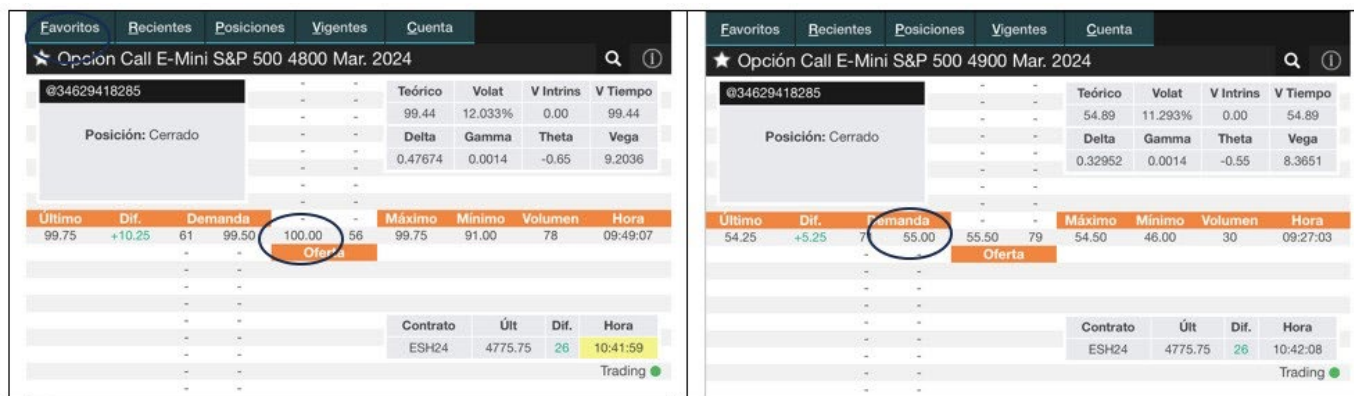 Favoritos Recientes Posiciones Vigentes Cuenta
Opción Call E-Mini S&P 500 4800 Mar. 2024
@34629418285
Posición: Cerrado
Teórico Volat V Intrins V Tiempo
99.44 12.033% 0.00 99.44
Delta Gamma Theta Vega
0.47674 0.0014 -0.65 9.2036
Último Dif. Demanda - - Máximo Mínimo Volumen Hora
99.75 +10.25 61 99.50 100.00 56 99.75 91.00 78 09:49:07
Oferta
Contrato Últ Dif. Hora
ESH24 4775.75 26 10:41:59
Trading
Favoritos Recientes Posiciones Vigentes Cuenta
Opción Call E-Mini S&P 500 4900 Mar. 2024
@34629418285
Posición: Cerrado
Teórico Volat V Intrins V Tiempo
54.89 11.293% 0.00 54.89
Delta Gamma Theta Vega
0.32952 0.0014 -0.55 8.3651
Último Dif. Demanda - - Máximo Mínimo Volumen Hora
54.25 +5.25 55.00 55.50 79 54.50 46.00 30 09:27:03
Oferta
Contrato Últ Dif. Hora
ESH24 4775.75 26 10:42:08
Trading